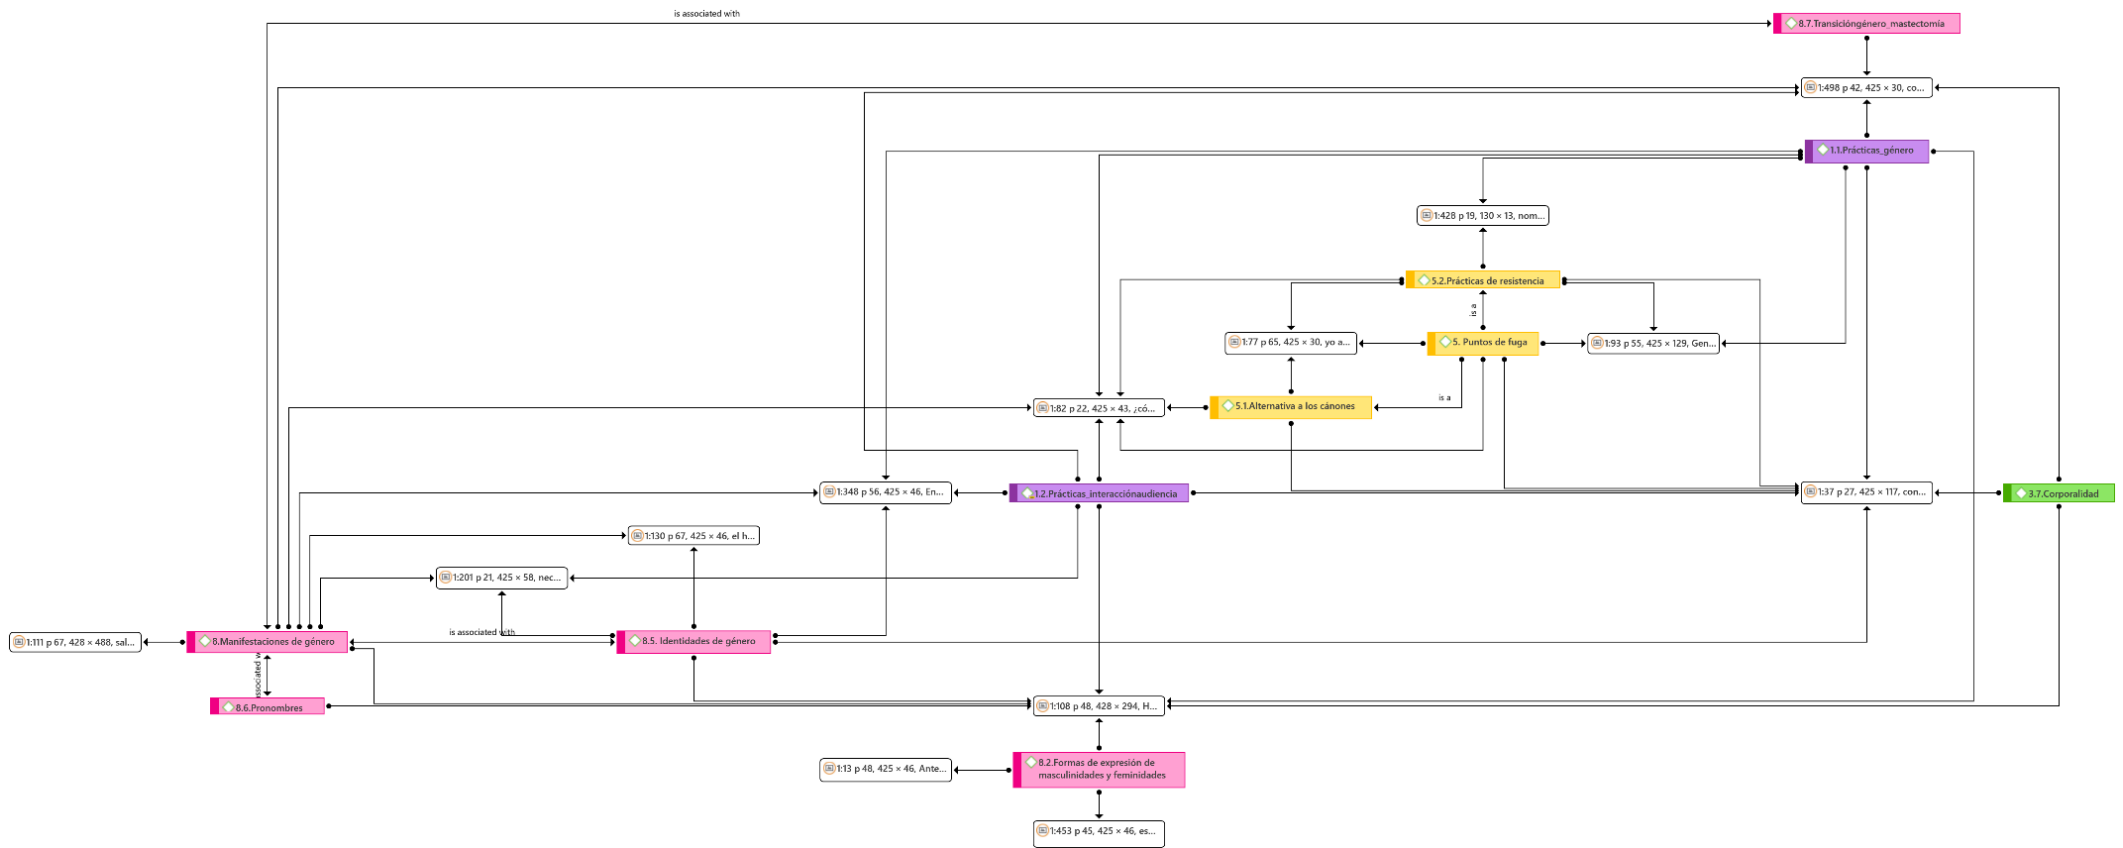 is associated with
8.7.Transicióngénero_mastectomía
1:498 p 42, 425 × 30, co...
1.1.Prácticas_género
1:428 p 19, 130 × 13, nom...
5.2.Prácticas de resistencia
is a
1:77 p 65, 425 × 30, yo a...
5. Puntos de fuga
1:93 p 55, 425 × 129, Gen...
is a
1:82 p 22, 425 × 43, ¿có...
5.1.Alternativa a los cánones
1:348 p 56, 425 × 46, En...
1.2.Prácticas_interacciónaudiencia
1:37 p 27, 425 × 117, con...
3.7.Corporalidad
1:130 p 67, 425 × 46, el h...
1:201 p 21, 425 × 58, nec...
is associated with
1:111 p 67, 428 × 488, sal...
8.Manifestaciones de género
8.5. Identidades de género
associated w
8.6.Pronombres
1:108 p 48, 428 × 294, H...
1:13 p 48, 425 × 46, Ante...
8.2.Formas de expresión de
masculinidades y feminidades
1:453 p 45, 425 × 46, es...